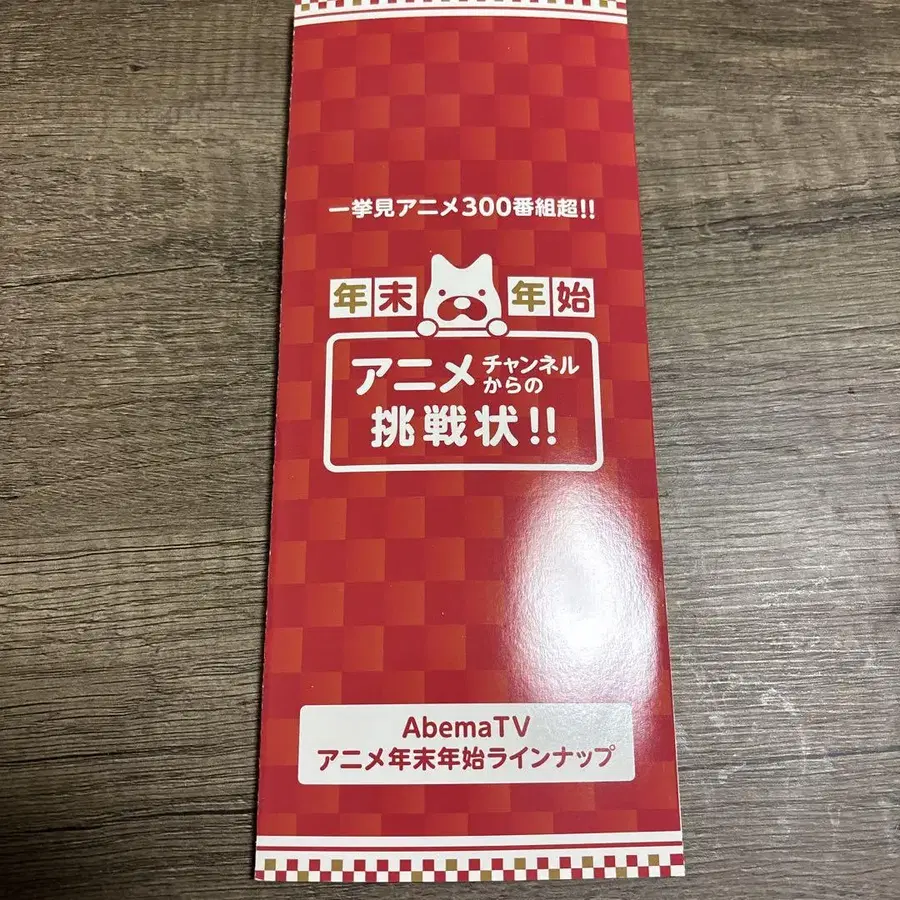 一挙見アニメ300番組超!!
年末年始
アニメチャンネルからの
挑戦状!!
AbemaTV
アニメ年末年始ラインナップ